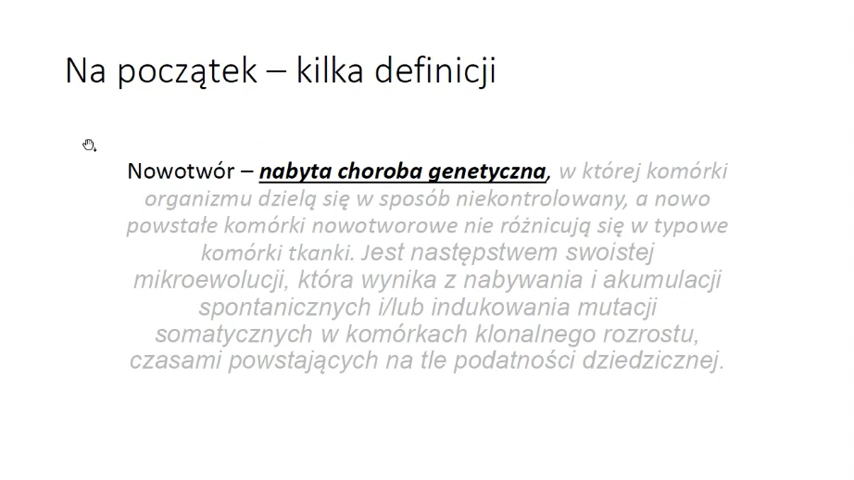 Na początek – kilka definicji
Nowotwór – nabyta choroba genetyczna, w której komórki
organizmu dzielą się w sposób niekontrolowany, a nowo
powstałe komórki nowotworowe nie różnicują się w typowe
komórki tkanki. Jest następstwem swoistej
mikroewolucji, która wynika z nabywania i akumulacji
spontanicznych i/lub indukowania mutacji
somatycznych w komórkach klonalnego rozrostu,
czasami powstających na tle podatności dziedzicznej.